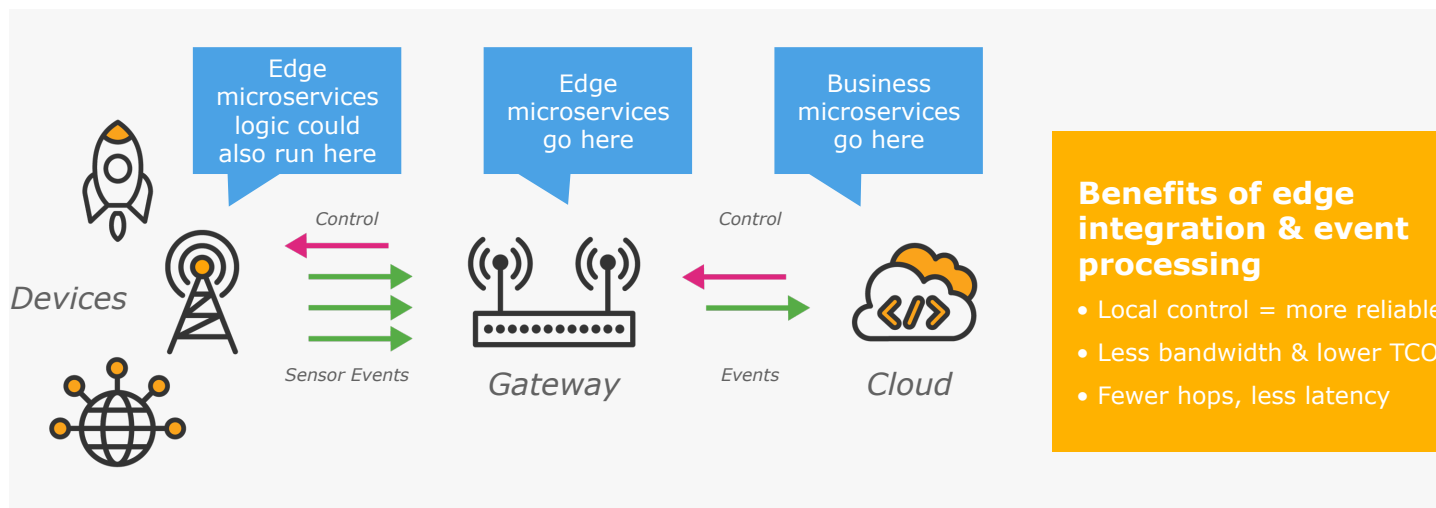 Edge
microservices
logic could
also run here
Edge
microservices
go here
Business
microservices
go here
Control
Control
Devices
Sensor Events
Gateway
Events
Cloud
Benefits of edge
integration & event
processing
• Local control = more reliable
• Less bandwidth & lower TCO
• Fewer hops, less latency